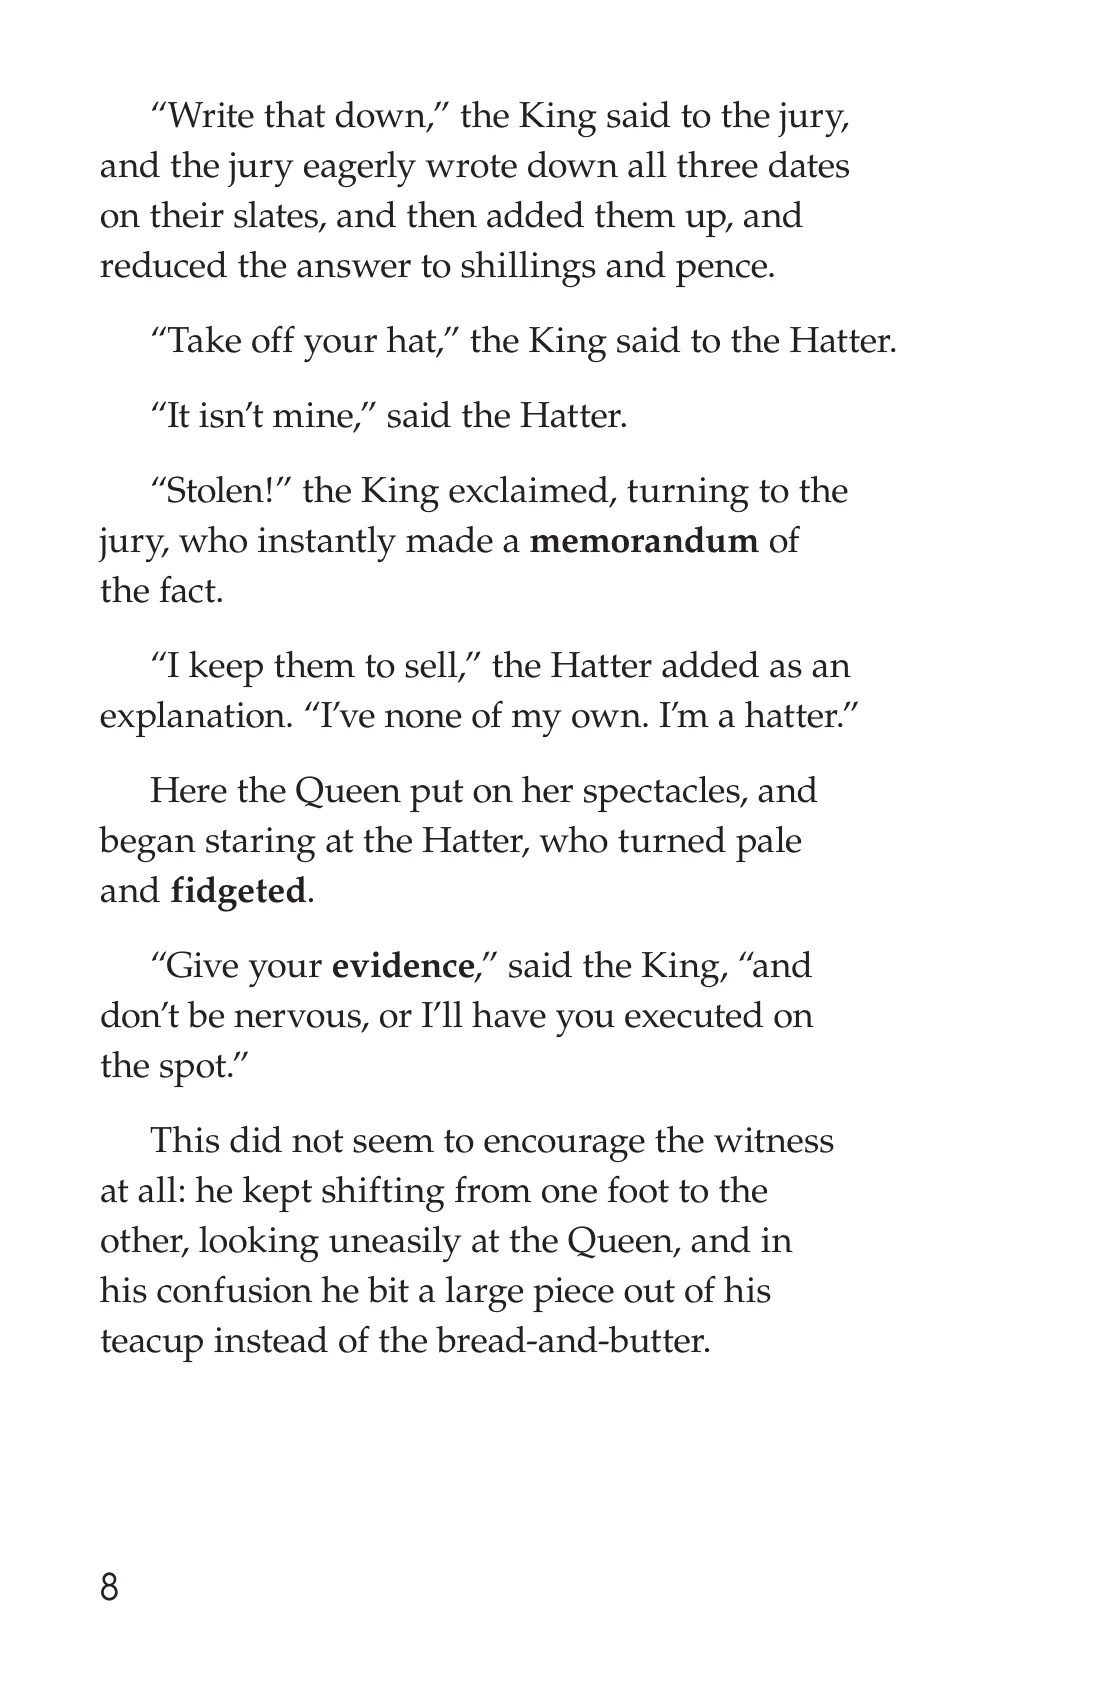 “Write that down,” the King said to the jury,
and the jury eagerly wrote down all three dates
on their slates, and then added them up, and
reduced the answer to shillings and pence.
“Take off your hat,” the King said to the Hatter.
“It isn’t mine,” said the Hatter.
“Stolen!” the King exclaimed, turning to the
jury, who instantly made a memorandum of
the fact.
“I keep them to sell,” the Hatter added as an
explanation. “I’ve none of my own. I’m a hatter.”
Here the Queen put on her spectacles, and
began staring at the Hatter, who turned pale
and fidgeted.
“Give your evidence,” said the King, “and
don’t be nervous, or I’ll have you executed on
the spot.”
This did not seem to encourage the witness
at all: he kept shifting from one foot to the
other, looking uneasily at the Queen, and in
his confusion he bit a large piece out of his
teacup instead of the bread-and-butter.
8